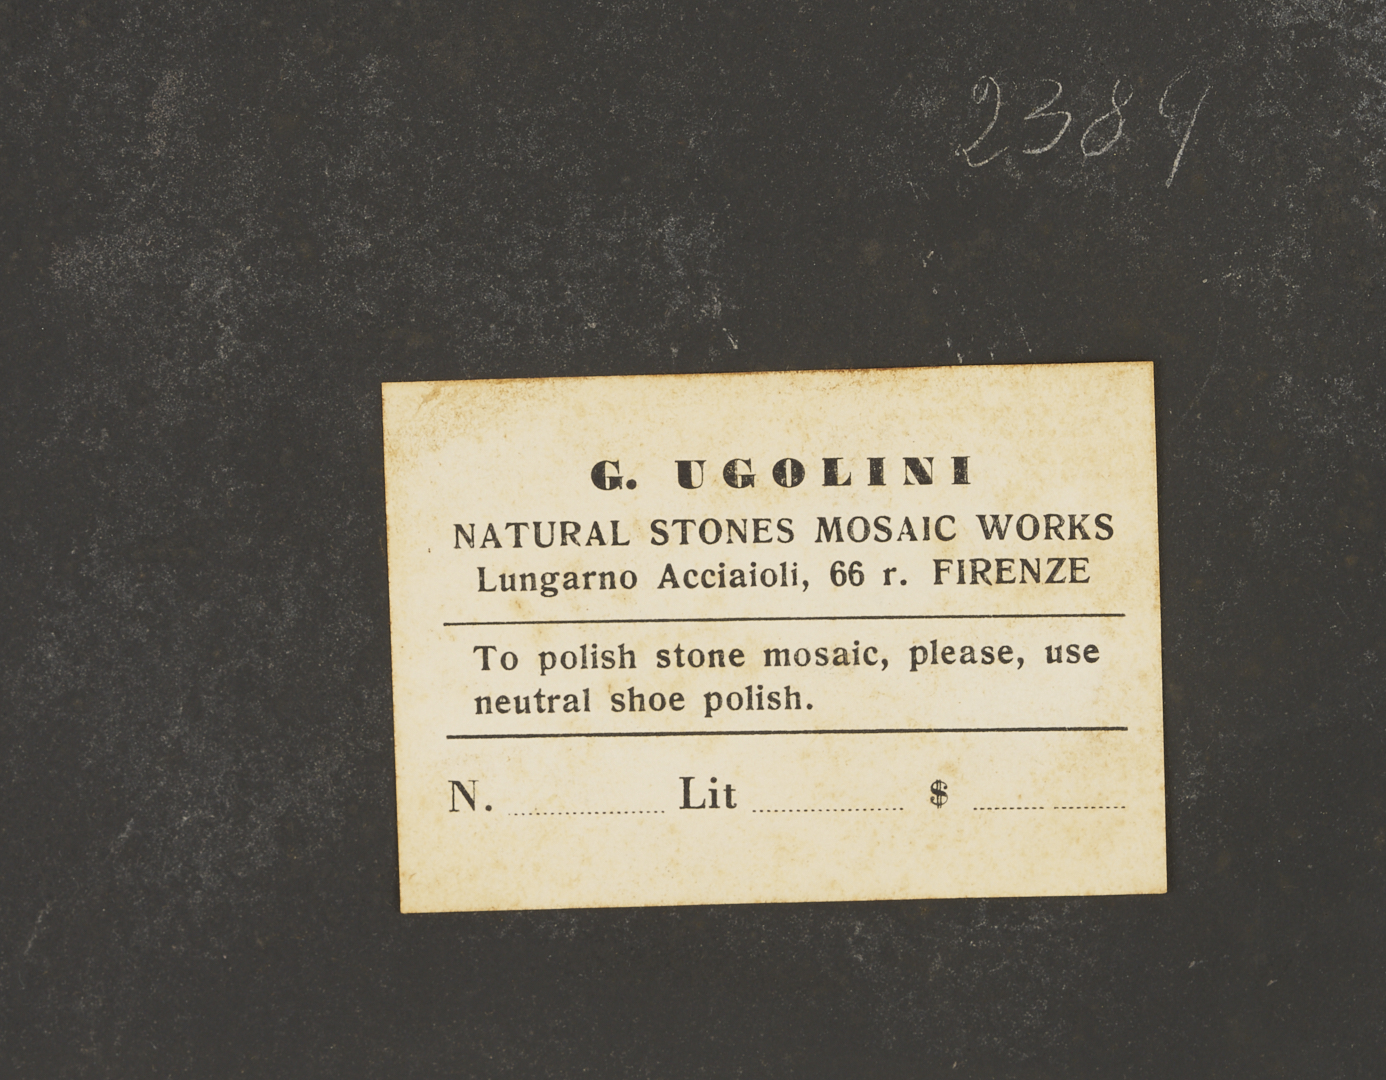 2389
G. UGOLINI
NATURAL STONES MOSAIC WORKS
Lungarno Acciaioli, 66 r. FIRENZE
To polish stone mosaic, please, use
neutral shoe polish.
N. .................... Lit .................... $ ....................